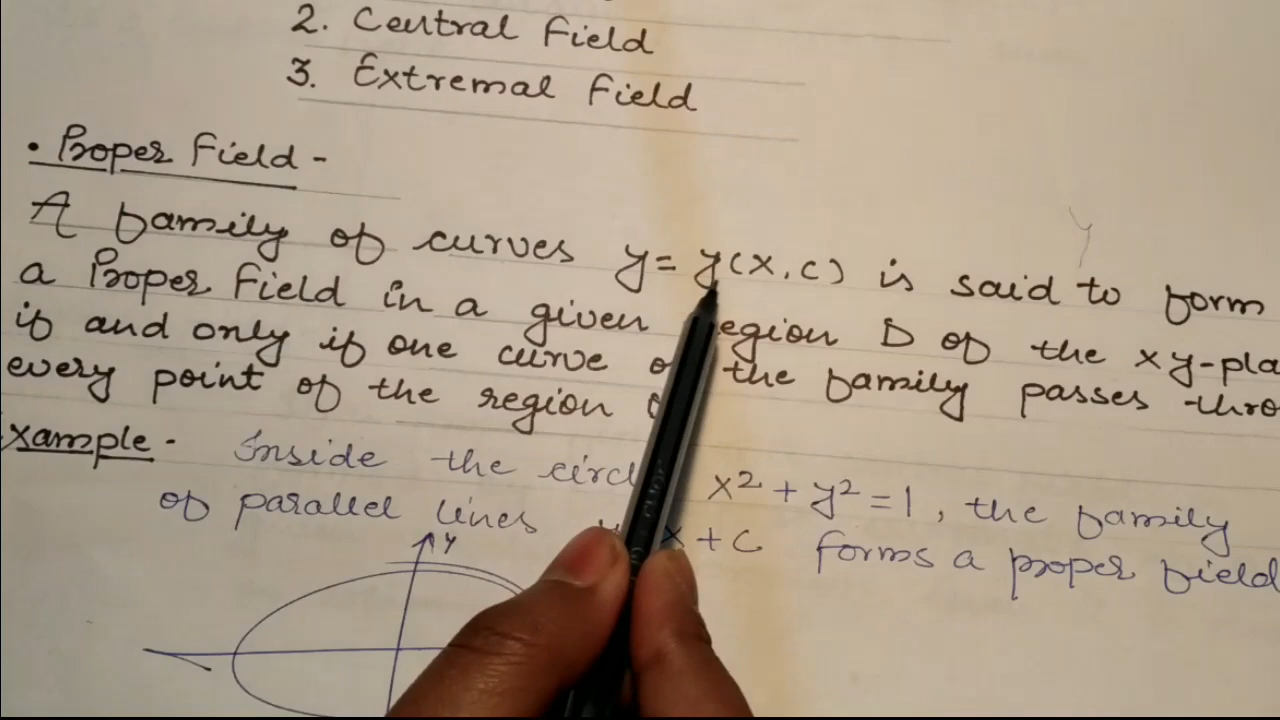 2. Central Field
3. Extremal Field
• Proper Field -
A family of curves y = y(x, c) is said to form
a Proper Field in a given region D of the xy-pla
if and only if one curve of the family passes thro
every point of the region
xample - Inside the circl x² + y² = 1, the family
of parallel lines x + c forms a proper field
y
y